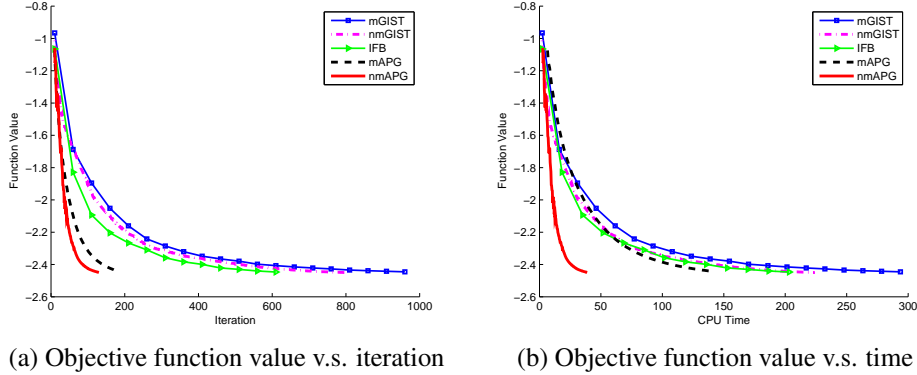 −0.8
−1
−1.2
−1.4
−1.6
−1.8
−2
−2.2
−2.4
−2.6
Function Value
0
200
400
600
800
1000
Iteration
mGIST
nmGIST
IFB
mAPG
nmAPG
(a) Objective function value v.s. iteration
−0.8
−1
−1.2
−1.4
−1.6
−1.8
−2
−2.2
−2.4
−2.6
Function Value
0
50
100
150
200
250
300
CPU Time
mGIST
nmGIST
IFB
mAPG
nmAPG
(b) Objective function value v.s. time